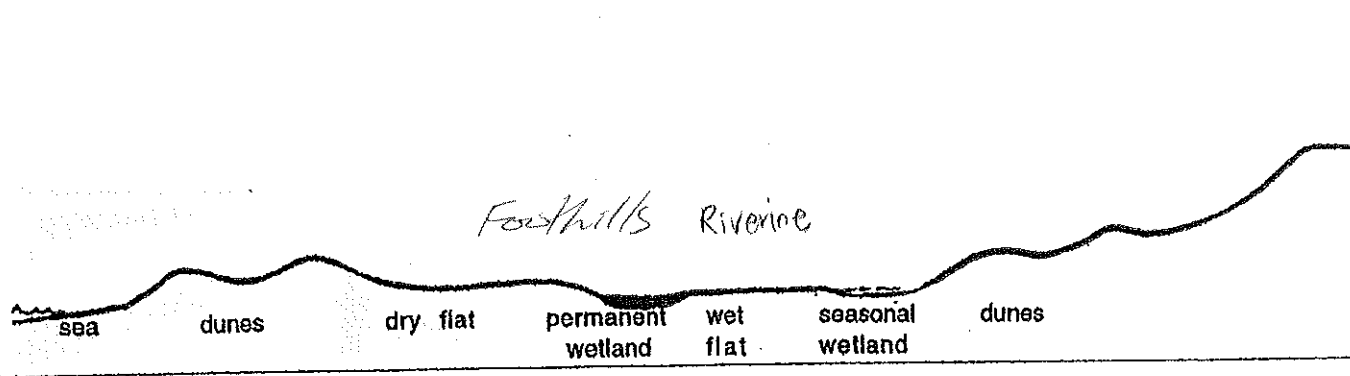 Foothills Riverine
sea dunes dry flat permanent wet seasonal dunes
wetland flat wetland